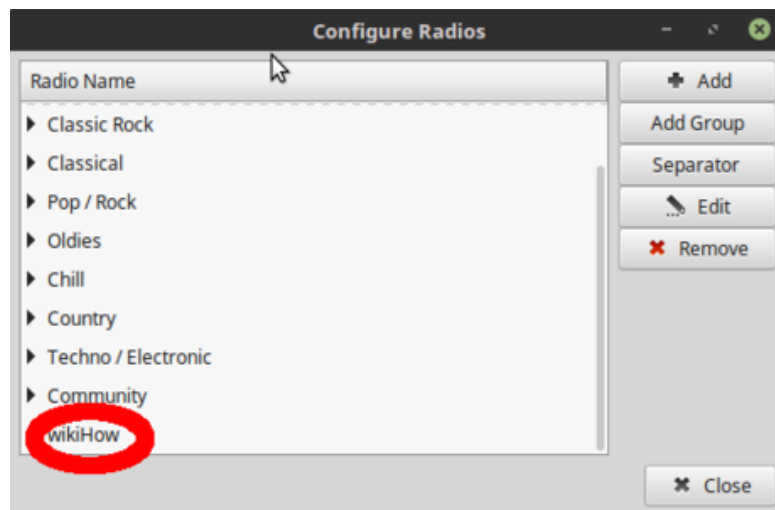 Configure Radios
Radio Name
Classic Rock
Classical
Pop / Rock
Oldies
Chill
Country
Techno / Electronic
Community
wikiHow
Add
Add Group
Separator
Edit
Remove
Close